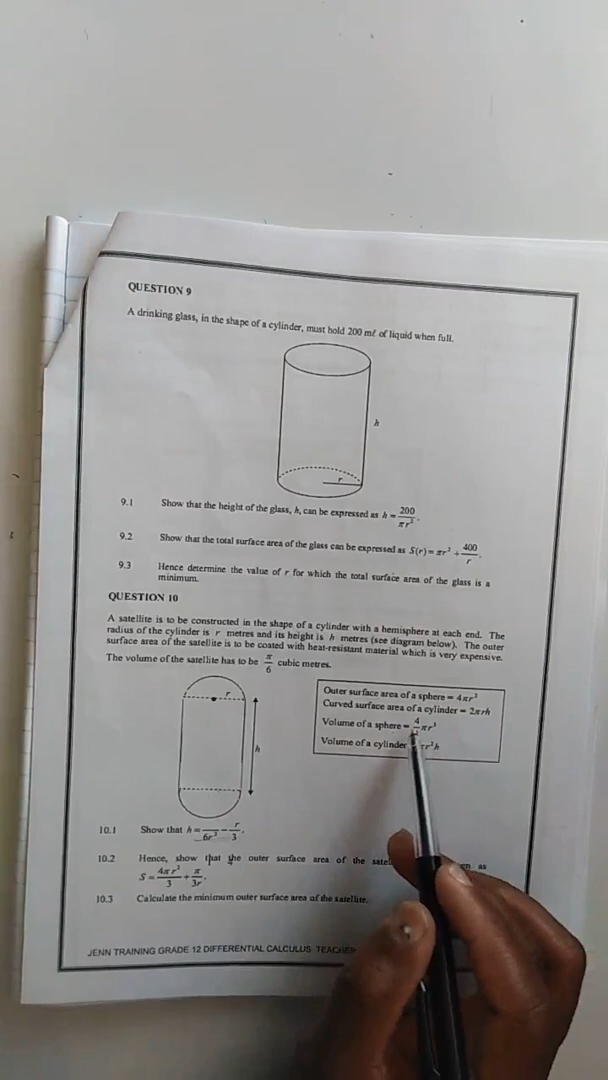 QUESTION 9
A drinking glass, in the shape of a cylinder, must hold 200 mℓ of liquid when full.
h
r
9.1 Show that the height of the glass, h, can be expressed as h = 200/πr².
9.2 Show that the total surface area of the glass can be expressed as S(r) = πr² + 400/r.
9.3 Hence determine the value of r for which the total surface area of the glass is a
minimum.
QUESTION 10
A satellite is to be constructed in the shape of a cylinder with a hemisphere at each end. The
radius of the cylinder is r metres and its height is h metres (see diagram below). The outer
surface area of the satellite is to be coated with heat-resistant material which is very expensive.
The volume of the satellite has to be π/6 cubic metres.
r
h
Outer surface area of a sphere = 4πr²
Curved surface area of a cylinder = 2πrh
Volume of a sphere = 4 πr³
Volume of a cylinder πr²h
10.1 Show that h = /6r² − r/3.
10.2 Hence, show that the outer surface area of the as
S = 4πr²/3 + π/3r.
10.3 Calculate the minimum outer surface area of the satellite.
JENN TRAINING GRADE 12 DIFFERENTIAL CALCULUS